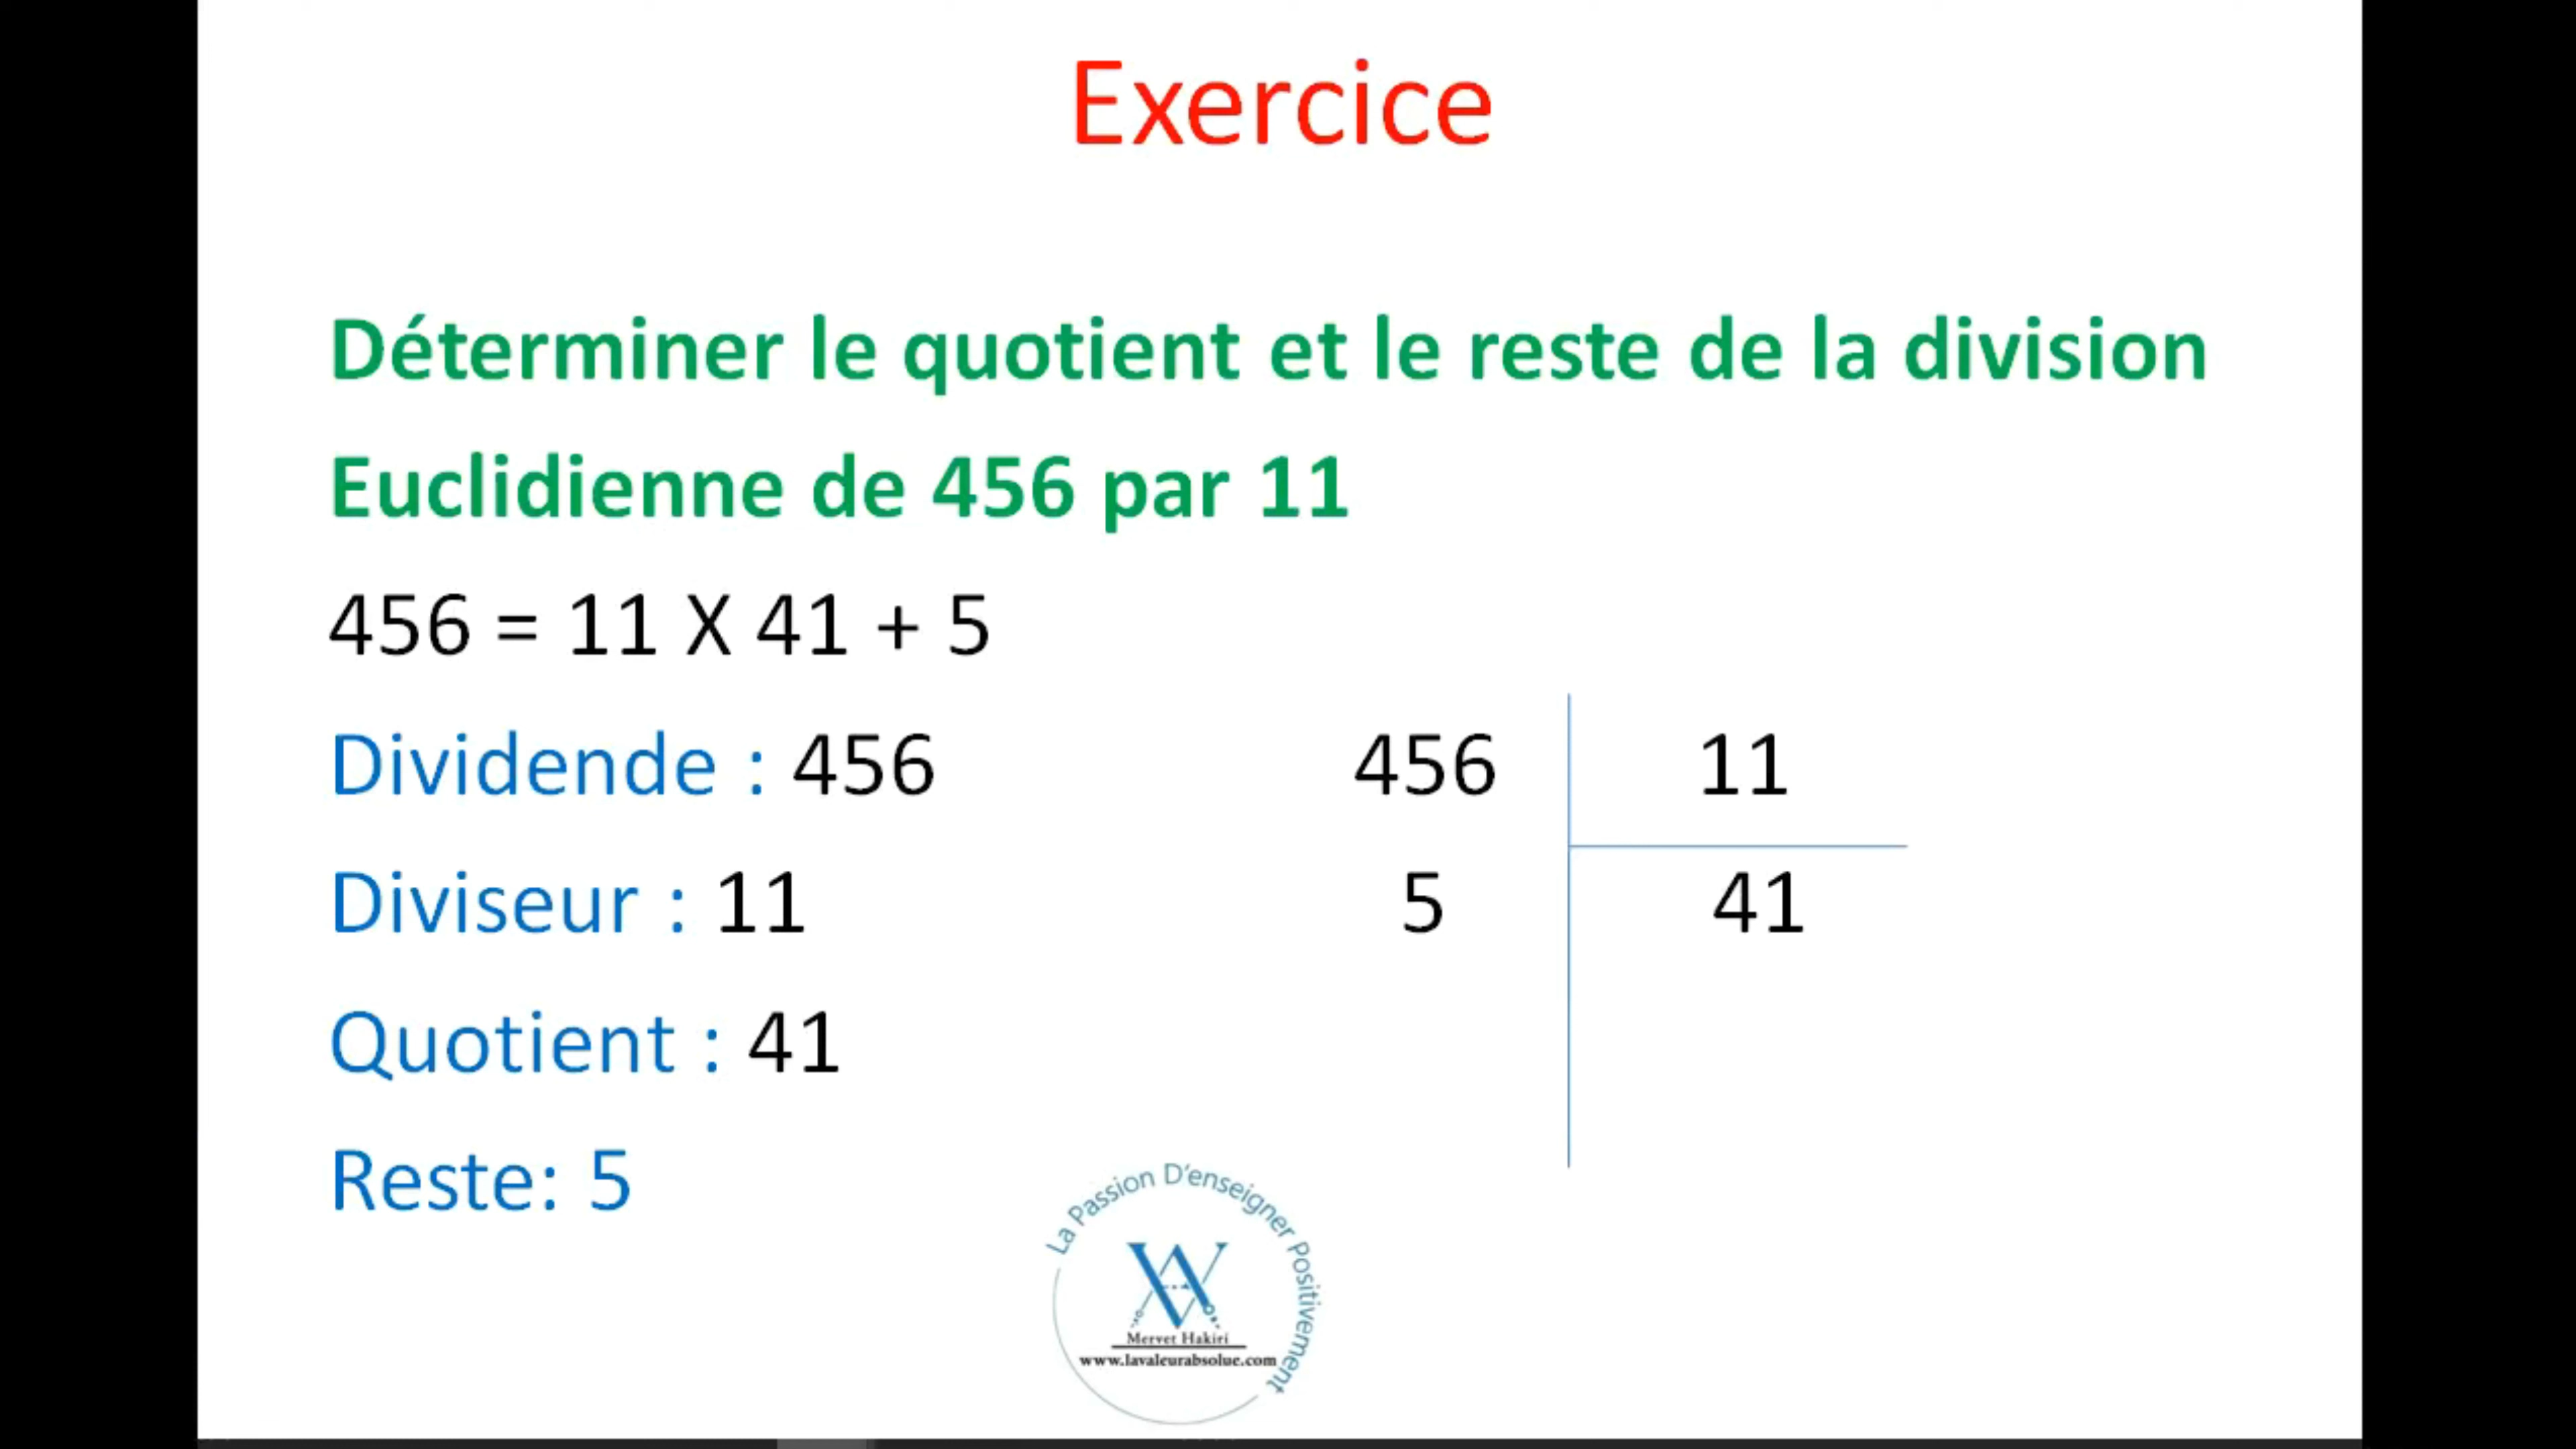 Exercice
Déterminer le quotient et le reste de la division
Euclidienne de 456 par 11
456 = 11 X 41 + 5
Dividende : 456
456 11
Diviseur : 11
5 41
Quotient : 41
Reste: 5
La Passion D'enseigner Positivement
VA
Mervet Hakiri
www.lavaleurabsolue.com